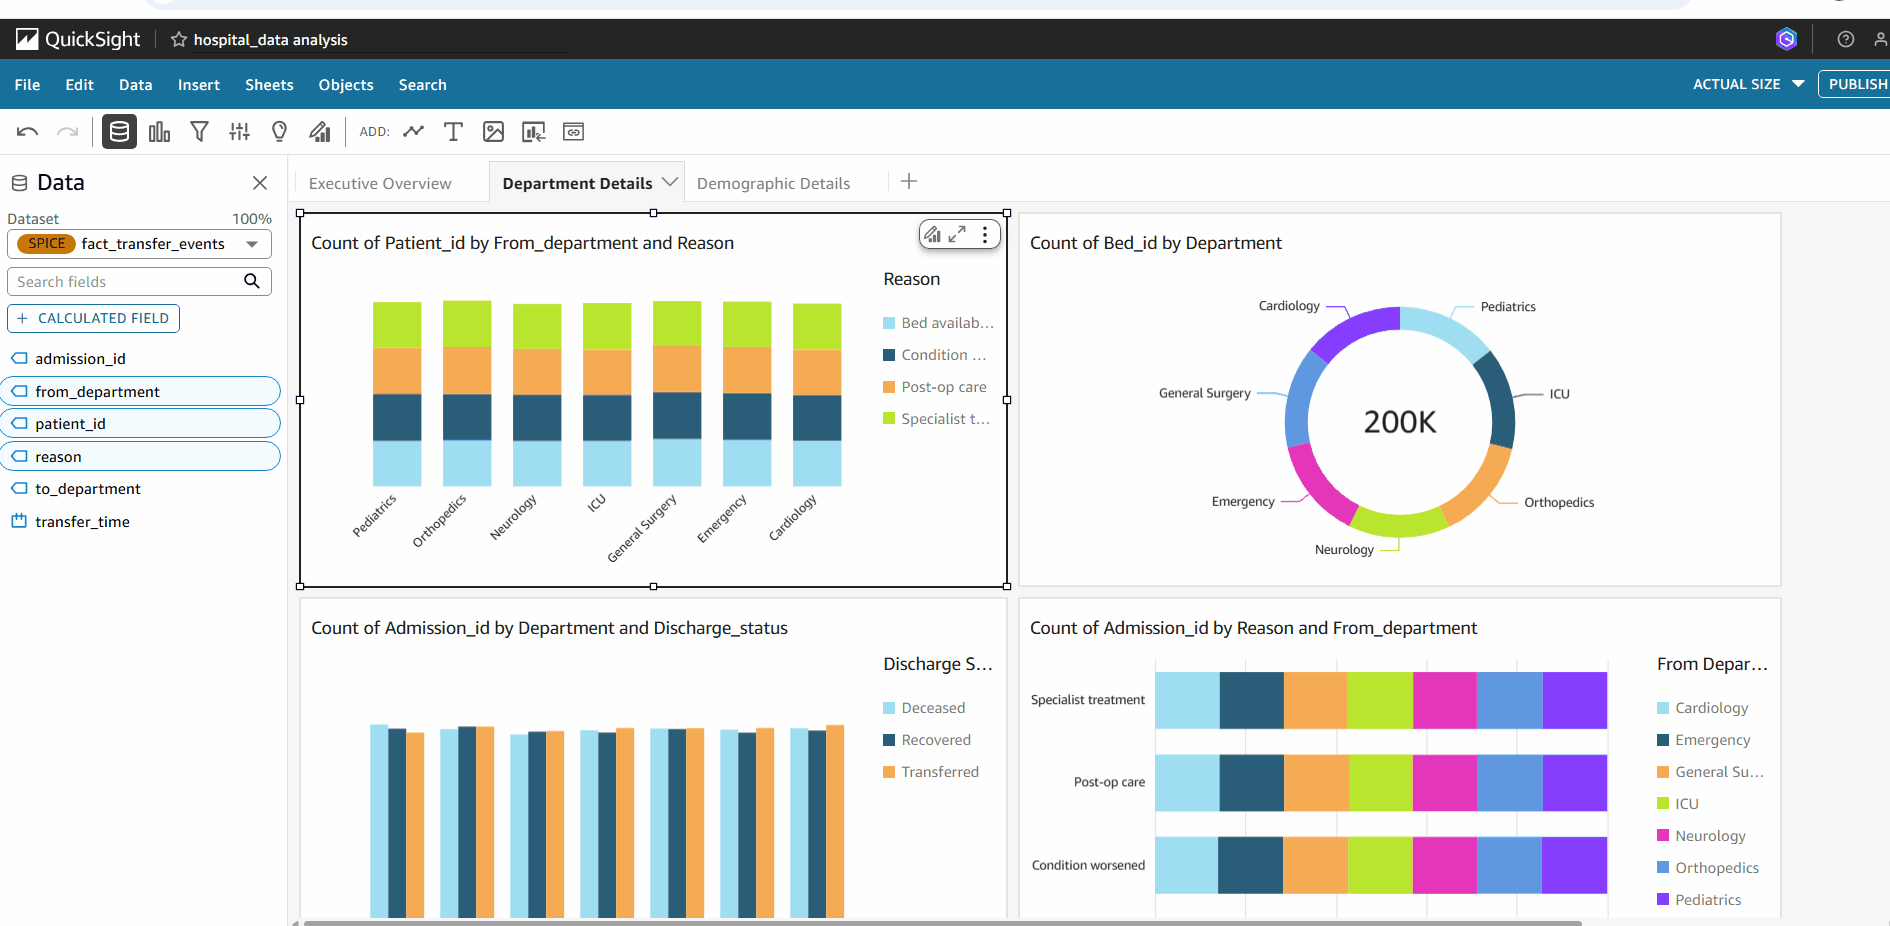 QuickSight
hospital_data analysis
File Edit Data Insert Sheets Objects Search
ACTUAL SIZE
PUBLISH
ADD:
Data
Dataset 100%
SPICE fact_transfer_events
Search fields
+ CALCULATED FIELD
admission_id
from_department
patient_id
reason
to_department
transfer_time
Executive Overview
Department Details
Demographic Details
Count of Patient_id by From_department and Reason
Reason
Bed availab...
Condition ...
Post-op care
Specialist t...
Pediatrics
Orthopedics
Neurology
ICU
General Surgery
Emergency
Cardiology
Count of Bed_id by Department
Cardiology
Pediatrics
General Surgery
ICU
200K
Emergency
Orthopedics
Neurology
Count of Admission_id by Department and Discharge_status
Discharge S...
Deceased
Recovered
Transferred
Count of Admission_id by Reason and From_department
From Depar...
Specialist treatment
Post-op care
Condition worsened
Cardiology
Emergency
General Su...
ICU
Neurology
Orthopedics
Pediatrics